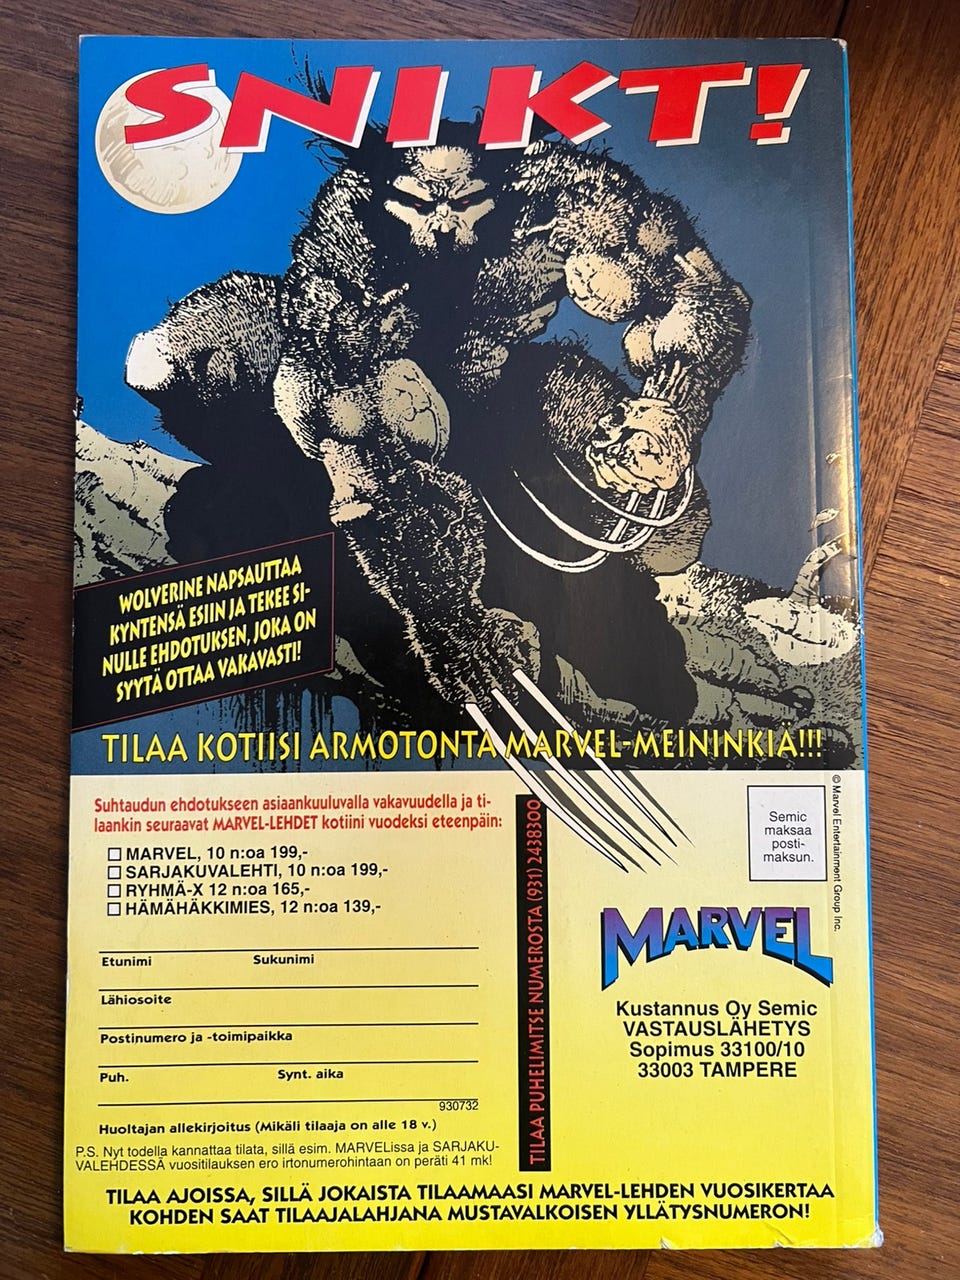 SNIKT!
WOLVERINE NAPSAUTTAA
KYNTENSÄ ESIIN JA TEKEE SI-
NULLE EHDOTUKSEN, JOKA ON
SYYTÄ OTTAA VAKAVASTI!
TILAA KOTIISI ARMOTONTA MARVEL-MEININKIÄ!!!
Suhtaudun ehdotukseen asiaankuuluvalla vakavuudella ja ti-
laankin seuraavat MARVEL-LEHDET kotiini vuodeksi eteenpäin:
MARVEL, 10 n:oa 199,-
SARJAKUVALEHTI, 10 n:oa 199,-
RYHMÄ-X 12 n:oa 165,-
HÄMÄHÄKKIMIES, 12 n:oa 139,-
Etunimi Sukunimi
Lähiosoite
Postinumero ja -toimipaikka
Puh. Synt. aika
930732
Huoltajan allekirjoitus (Mikäli tilaaja on alle 18 v.)
P.S. Nyt todella kannattaa tilata, sillä esim. MARVELissa ja SARJAKU-
VALEHDESSÄ vuositilauksen ero irtonumerohintaan on peräti 41 mk!
TILAA PUHELIMITSE NUMEROSTA (931) 2438300
Semic
maksaa
posti-
maksun.
© Marvel Entertainment Group Inc.
MARVEL
Kustannus Oy Semic
VASTAUSLÄHETYS
Sopimus 33100/10
33003 TAMPERE
TILAA AJOISSA, SILLÄ JOKAISTA TILAAMAASI MARVEL-LEHDEN VUOSIKERTAA
KOHDEN SAAT TILAAJALAHJANA MUSTAVALKOISEN YLLÄTYSNUMERON!